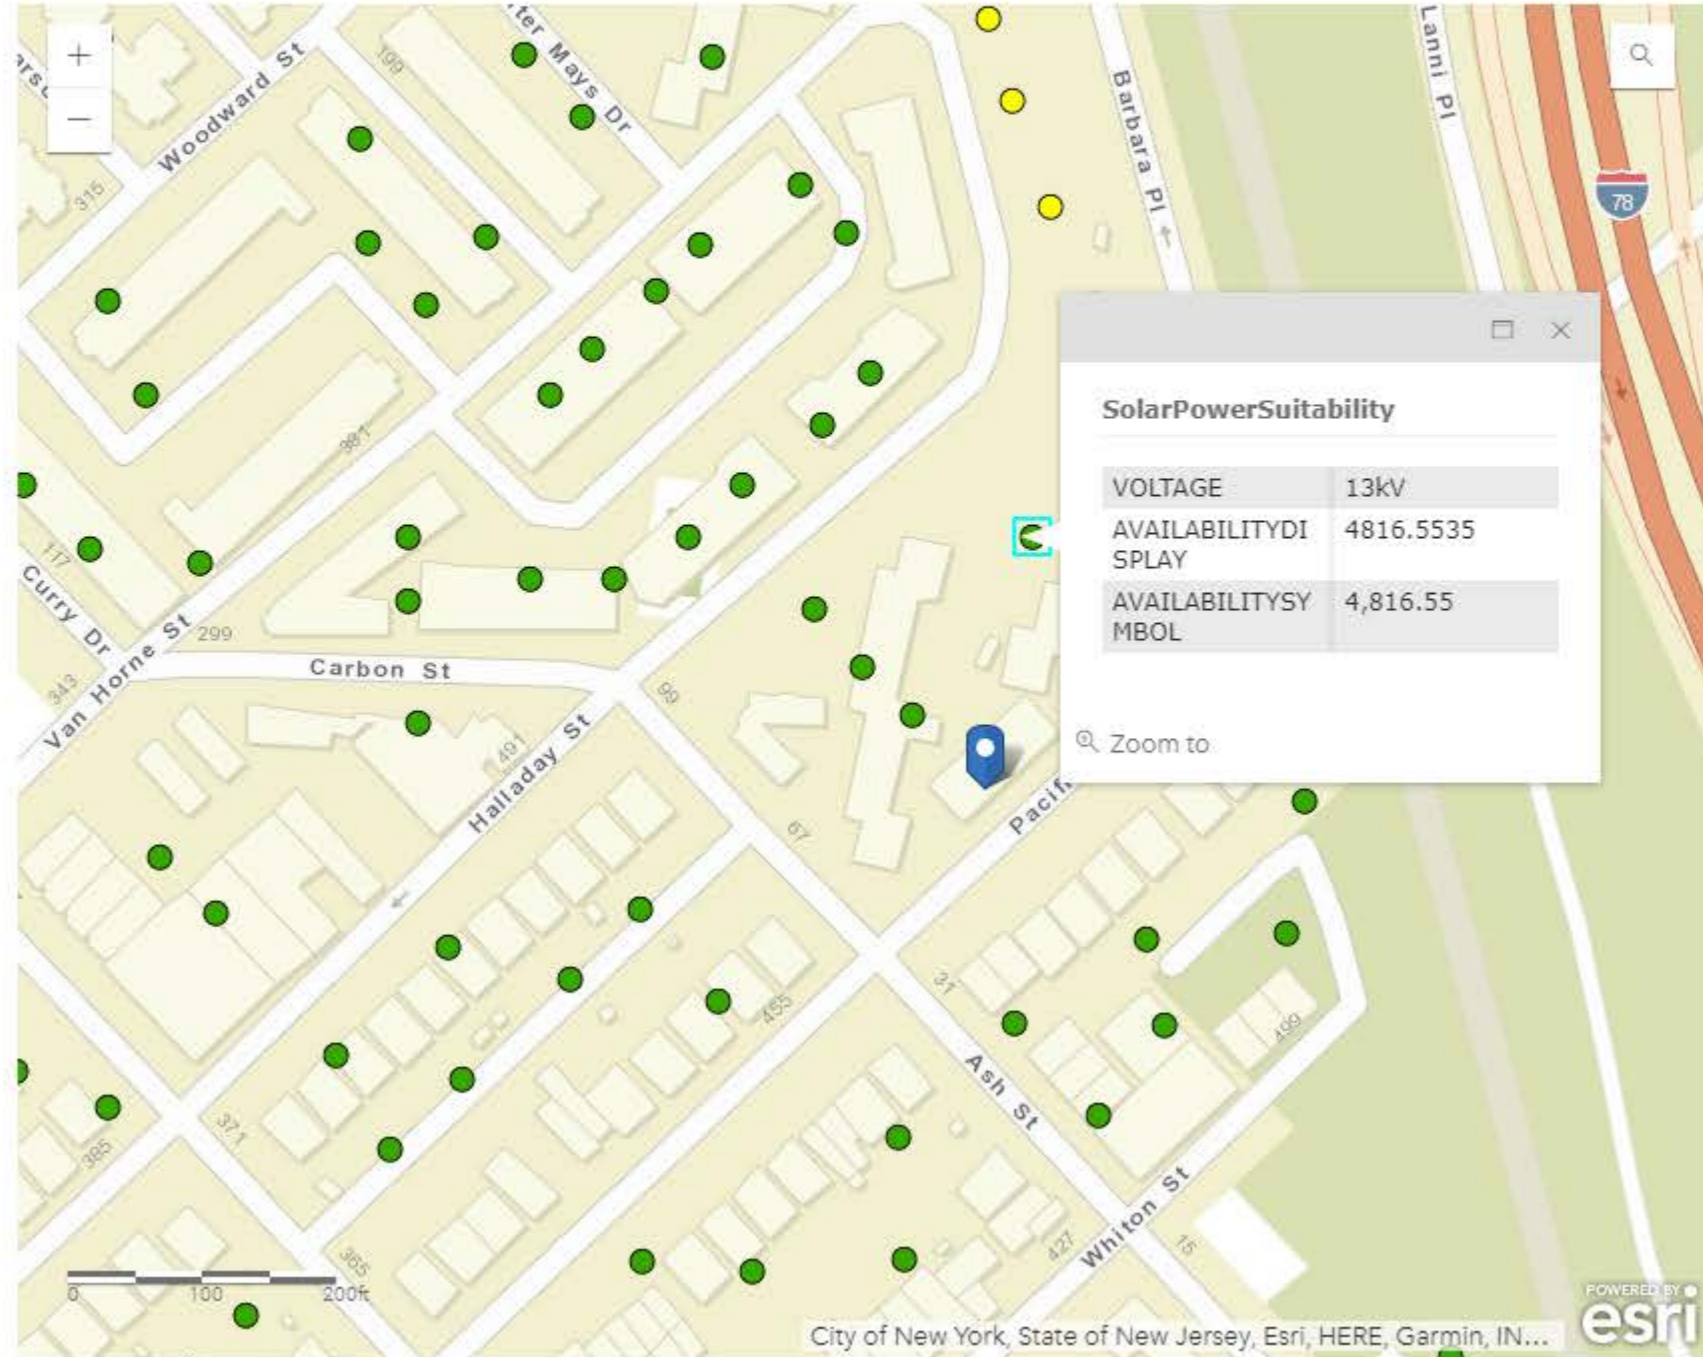 +
−
Woodward St
199
ter Mays Dr
Barbara Pl
Lanni Pl
78
315
381
SolarPowerSuitability
VOLTAGE 13kV
AVAILABILITYDI 4816.5535
SPLAY
AVAILABILITYSY 4,816.55
MBOL
Zoom to
117
Curry Dr
299
343
Van Horne St
Carbon St
99
491
Halladay St
67
Pacifi
31
455
499
Ash St
371
385
427
Whiton St
15
365
0 100 200ft
City of New York, State of New Jersey, Esri, HERE, Garmin, IN...
POWERED BY
esri